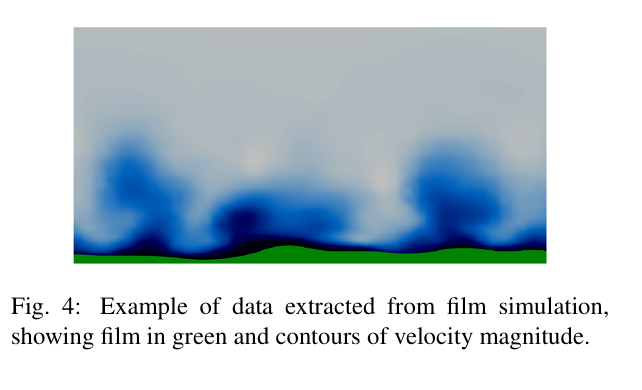 Fig. 4: Example of data extracted from film simulation,
showing film in green and contours of velocity magnitude.